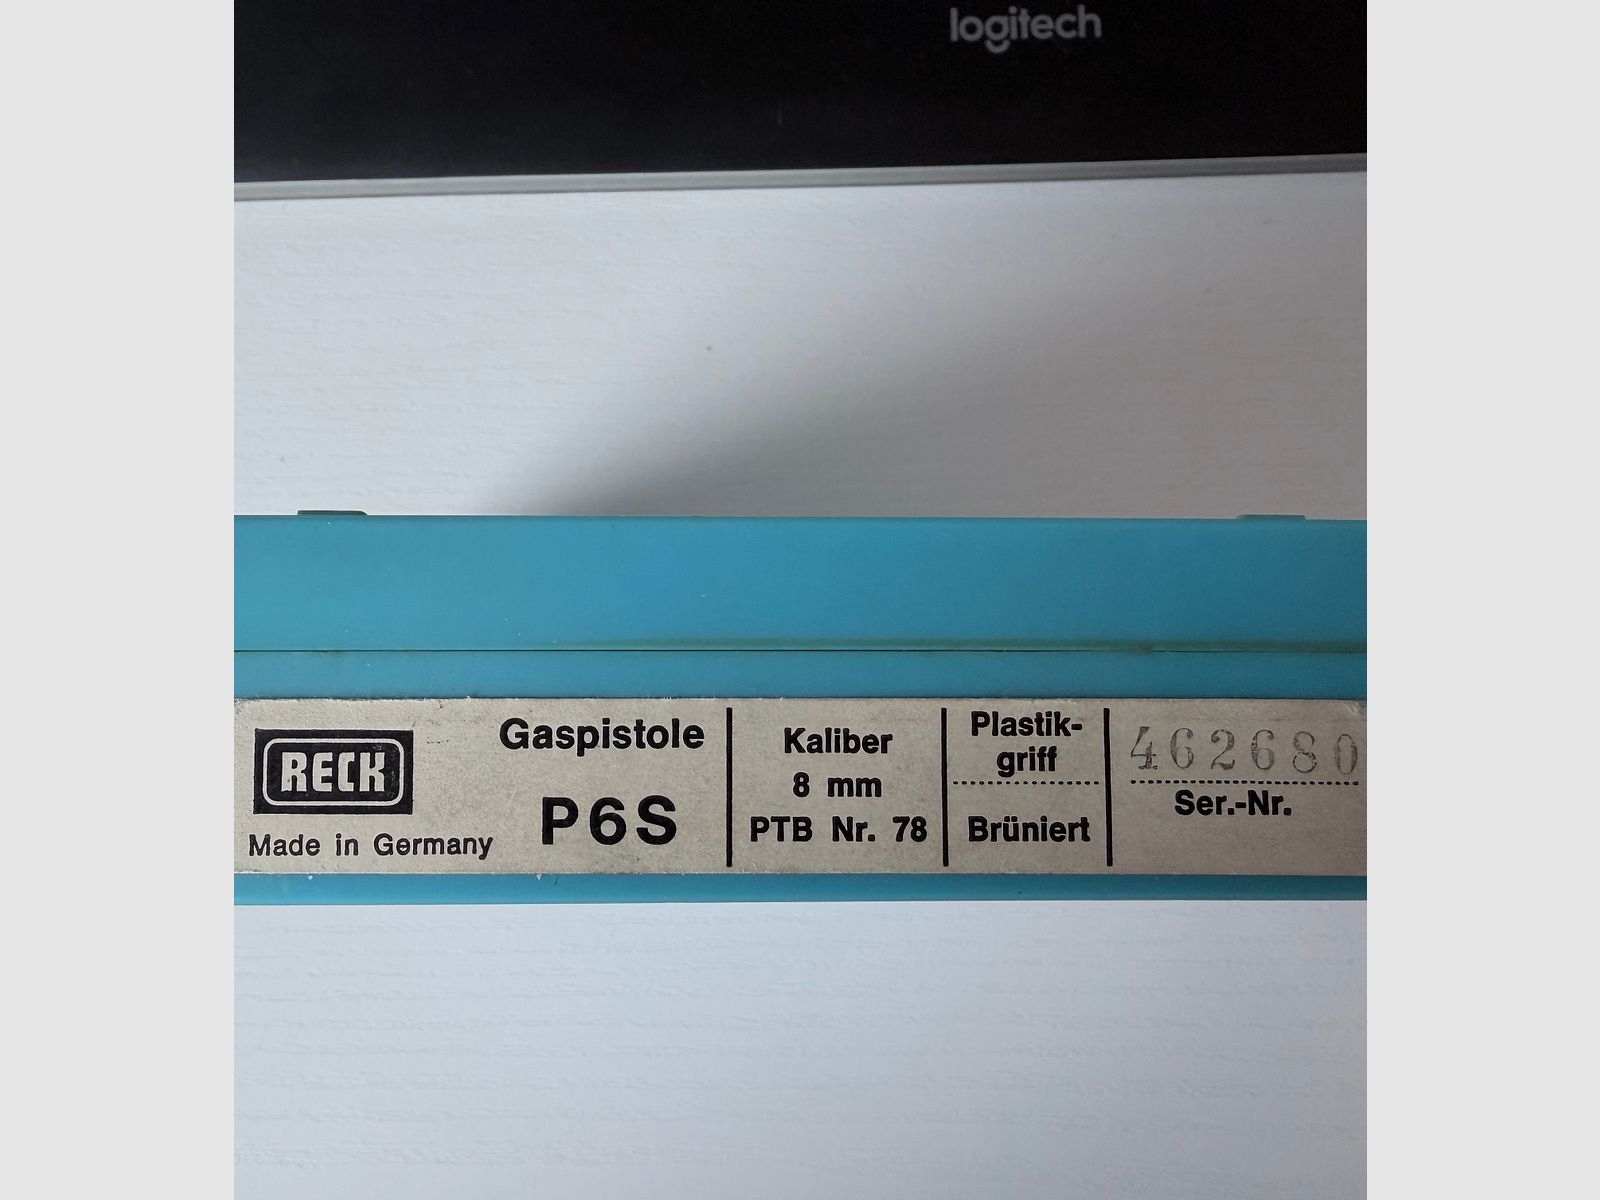 logitech
RECK
Made in Germany
Gaspistole
P6S
Kaliber
8 mm
PTB Nr. 78
Plastik-
griff
Brüniert
462680
Ser.-Nr.